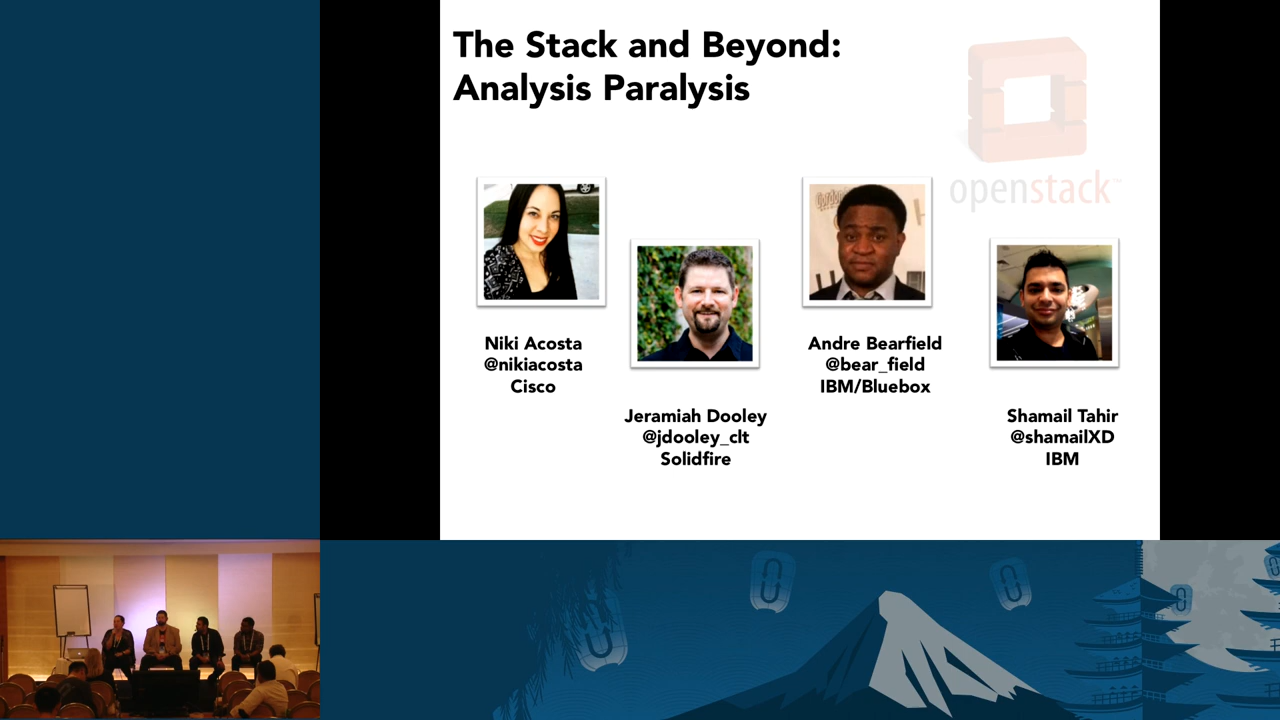 The Stack and Beyond:
Analysis Paralysis
openstack™
Niki Acosta
@nikiacosta
Cisco
Jeramiah Dooley
@jdooley_clt
Solidfire
Andre Bearfield
@bear_field
IBM/Bluebox
Shamail Tahir
@shamailXD
IBM